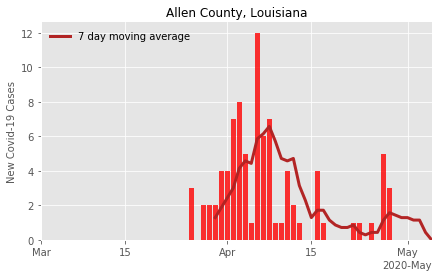 Allen County, Louisiana
7 day moving average
New Covid-19 Cases
12
10
8
6
4
2
0
Mar 15 Apr 15 May
2020-May